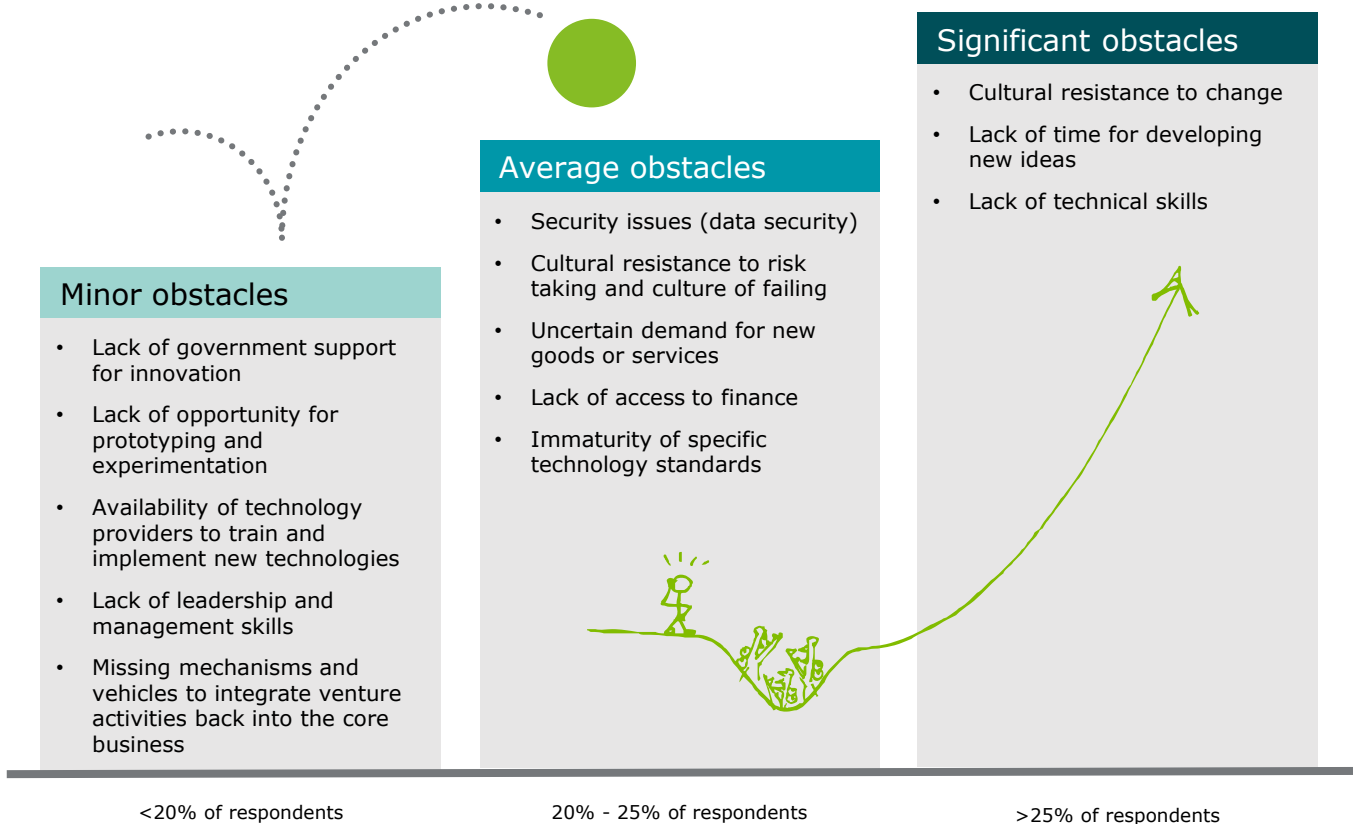 Minor obstacles
• Lack of government support
for innovation
• Lack of opportunity for
prototyping and
experimentation
• Availability of technology
providers to train and
implement new technologies
• Lack of leadership and
management skills
• Missing mechanisms and
vehicles to integrate venture
activities back into the core
business
<20% of respondents
Average obstacles
• Security issues (data security)
• Cultural resistance to risk
taking and culture of failing
• Uncertain demand for new
goods or services
• Lack of access to finance
• Immaturity of specific
technology standards
20% - 25% of respondents
Significant obstacles
• Cultural resistance to change
• Lack of time for developing
new ideas
• Lack of technical skills
>25% of respondents